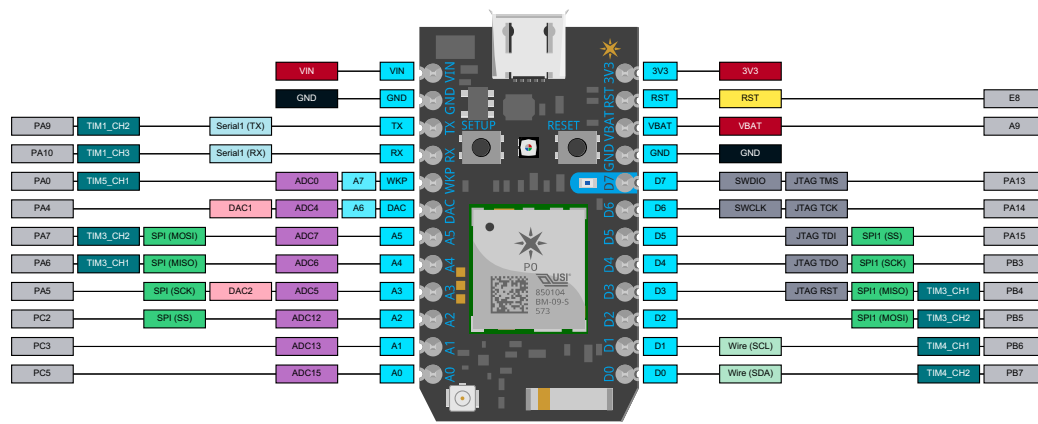 VIN VIN VIN 3V3 3V3 3V3
GND GND GND RST RST RST E8
PA9 TIM1_CH2 Serial1 (TX) TX TX SETUP RESET VBAT VBAT VBAT A9
PA10 TIM1_CH3 Serial1 (RX) RX RX GND GND GND
PA0 TIM5_CH1 ADC0 A7 WKP WKP D7 D7 SWDIO JTAG TMS PA13
PA4 DAC1 ADC4 A6 DAC DAC D6 D6 SWCLK JTAG TCK PA14
PA7 TIM3_CH2 SPI (MOSI) ADC7 A5 A5 D5 D5 JTAG TDI SPI1 (SS) PA15
PA6 TIM3_CH1 SPI (MISO) ADC6 A4 A4 P0 D4 D4 JTAG TDO SPI1 (SCK) PB3
USI
PA5 SPI (SCK) DAC2 ADC5 A3 A3 850104 D3 D3 JTAG RST SPI1 (MISO) TIM3_CH1 PB4
BM-09-S
573
PC2 SPI (SS) ADC12 A2 A2 D2 D2 SPI1 (MOSI) TIM3_CH2 PB5
PC3 ADC13 A1 A1 D1 D1 Wire (SCL) TIM4_CH1 PB6
PC5 ADC15 A0 A0 D0 D0 Wire (SDA) TIM4_CH2 PB7